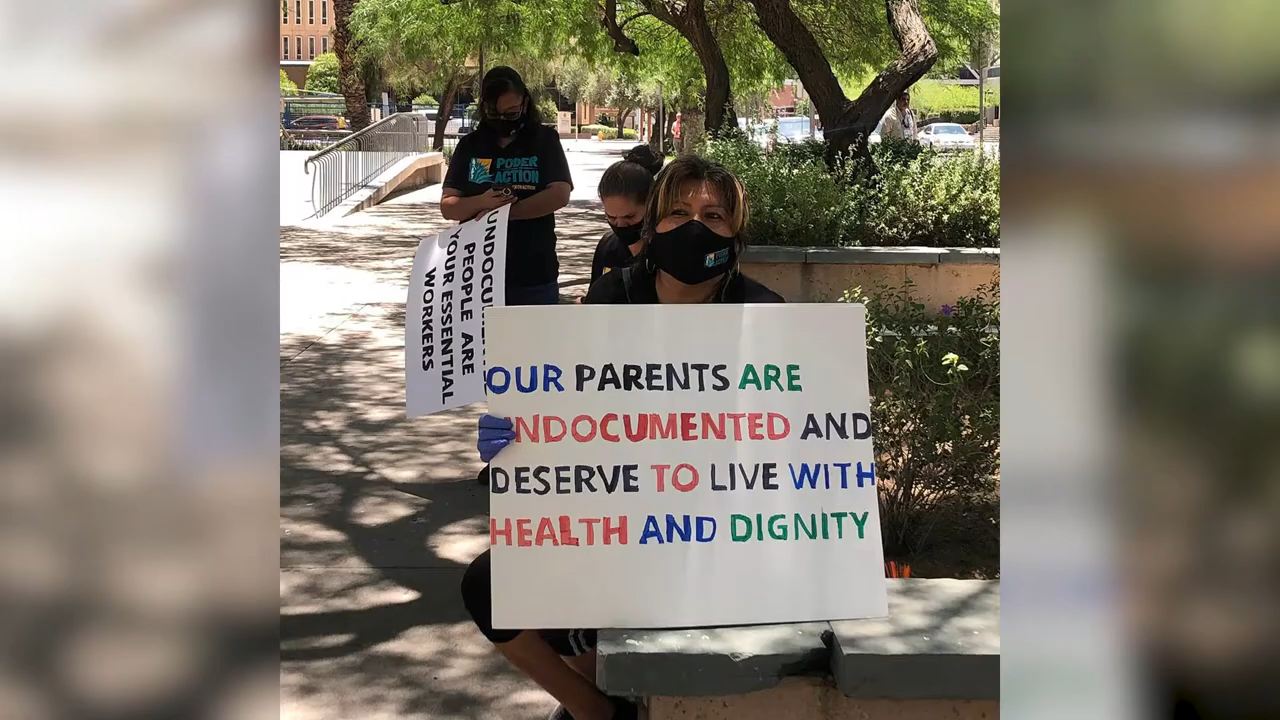 PODER
ACTION
UNDOCUMEN
PEOPLE ARE
YOUR ESSENTIAL
WORKERS
OUR PARENTS ARE
UNDOCUMENTED AND
DESERVE TO LIVE WITH
HEALTH AND DIGNITY